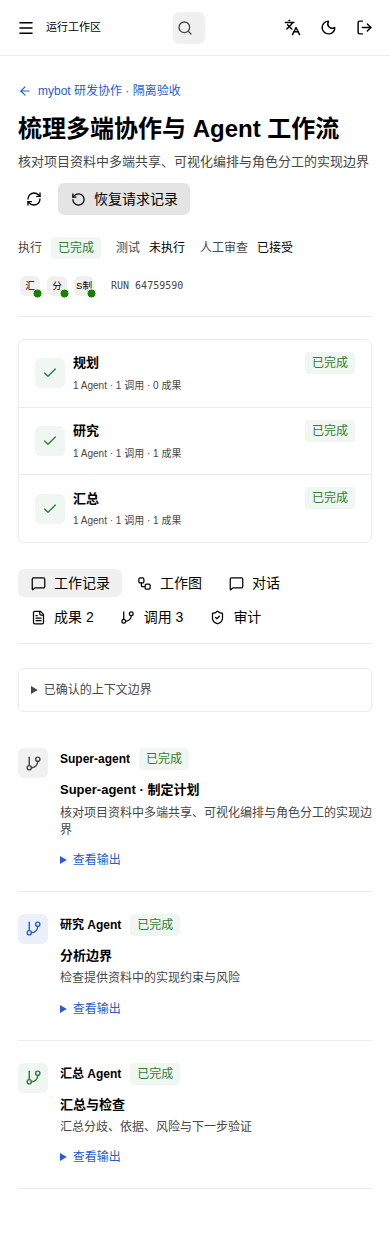 运行工作区
mybot 研发协作 · 隔离验收
梳理多端协作与 Agent 工作流
核对项目资料中多端共享、可视化编排与角色分工的实现边界
恢复请求记录
执行 已完成 测试 未执行 人工审查 已接受
汇 分 S制 RUN 64759590
规划 已完成
1 Agent · 1 调用 · 0 成果
研究 已完成
1 Agent · 1 调用 · 1 成果
汇总 已完成
1 Agent · 1 调用 · 1 成果
工作记录 工作图 对话
成果 2 调用 3 审计
已确认的上下文边界
Super-agent 已完成
Super-agent · 制定计划
核对项目资料中多端共享、可视化编排与角色分工的实现边
界
查看输出
研究 Agent 已完成
分析边界
检查提供资料中的实现约束与风险
查看输出
汇总 Agent 已完成
汇总与检查
汇总分歧、依据、风险与下一步验证
查看输出